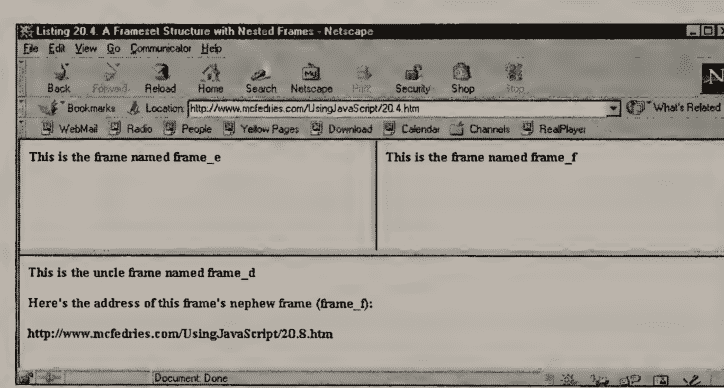 Listing 20.4. A Frameset Structure with Nested Frames - Netscape
File Edit View Go Communicator Help
Back Forward Reload Home Search Netscape Print Security Shop Stop
Bookmarks Location: http://www.mcfedries.com/UsingJavaScript/20.4.htm What's Related
WebMail Radio People Yellow Pages Download Calendar Channels RealPlayer
This is the frame named frame_e
This is the frame named frame_f
This is the uncle frame named frame_d
Here's the address of this frame's nephew frame (frame_f):
http://www.mcfedries.com/UsingJavaScript/20.8.htm
Document: Done